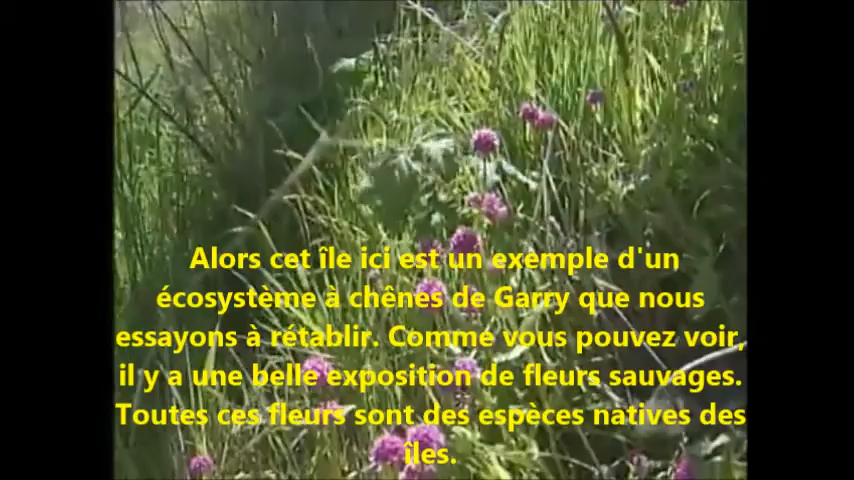 Alors cet île ici est un exemple d'un
écosystème à chênes de Garry que nous
essayons à rétablir. Comme vous pouvez voir,
il y a une belle exposition de fleurs sauvages.
Toutes ces fleurs sont des espèces natives des
îles.